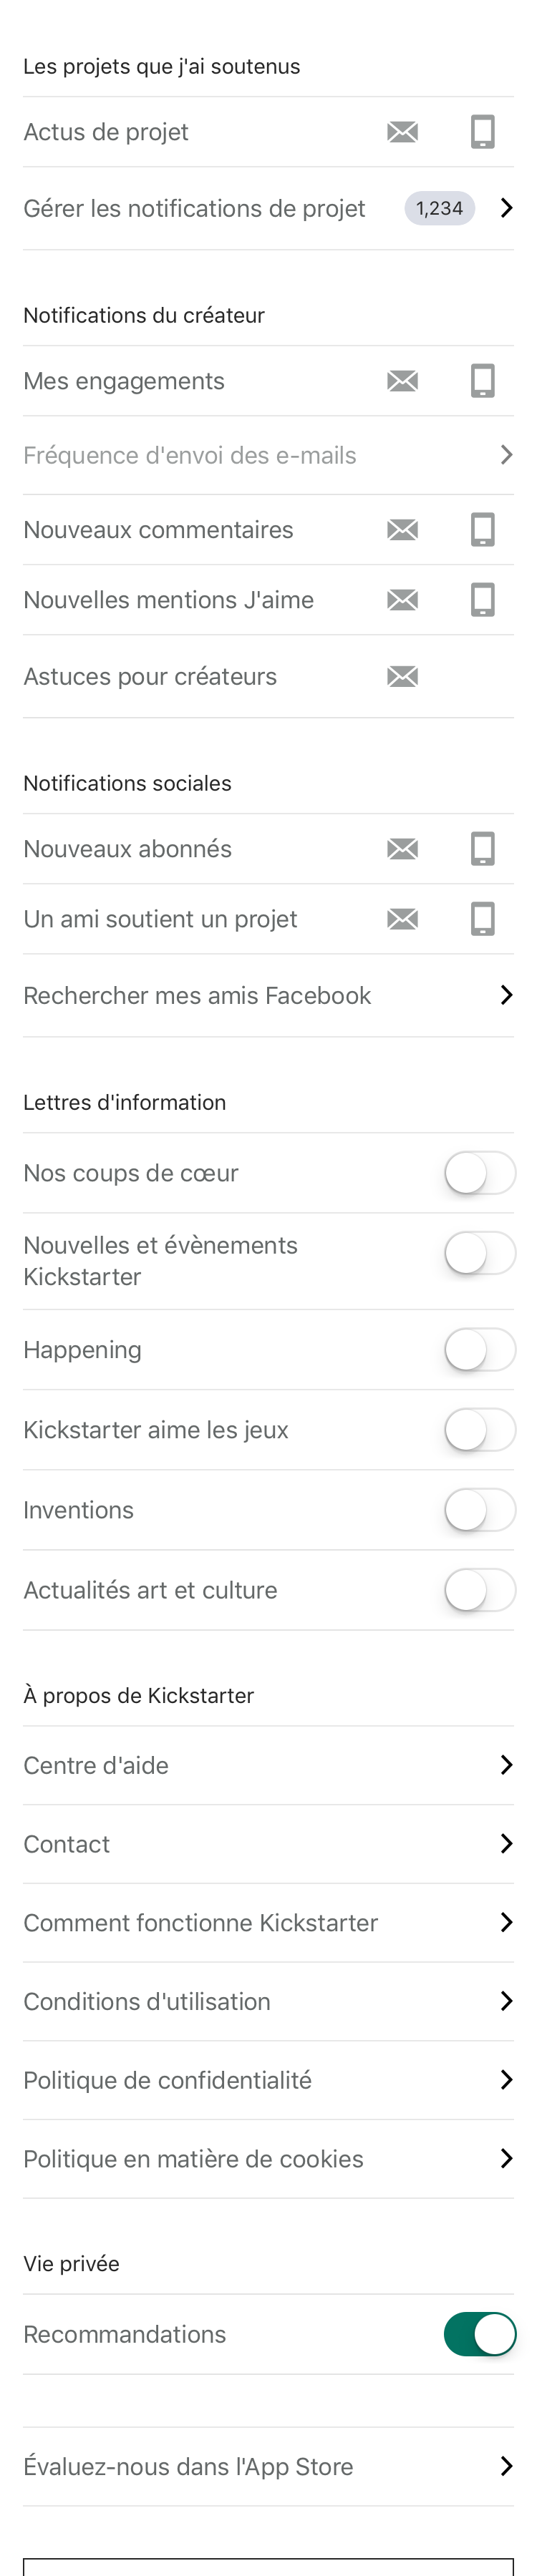 Les projets que j'ai soutenus
Actus de projet
Gérer les notifications de projet 1,234
Notifications du créateur
Mes engagements
Fréquence d'envoi des e-mails
Nouveaux commentaires
Nouvelles mentions J'aime
Astuces pour créateurs
Notifications sociales
Nouveaux abonnés
Un ami soutient un projet
Rechercher mes amis Facebook
Lettres d'information
Nos coups de cœur
Nouvelles et évènements
Kickstarter
Happening
Kickstarter aime les jeux
Inventions
Actualités art et culture
À propos de Kickstarter
Centre d'aide
Contact
Comment fonctionne Kickstarter
Conditions d'utilisation
Politique de confidentialité
Politique en matière de cookies
Vie privée
Recommandations
Évaluez-nous dans l'App Store